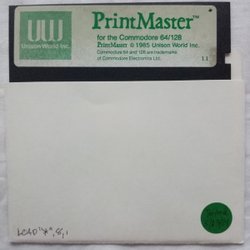 UW
Unison World Inc.
PrintMaster™
for the Commodore 64/128
PrintMaster © 1985 Unison World Inc.
Commodore 64 and 128 are trademarks
of Commodore Electronics Ltd.
1.1
LOAD "*",8,1